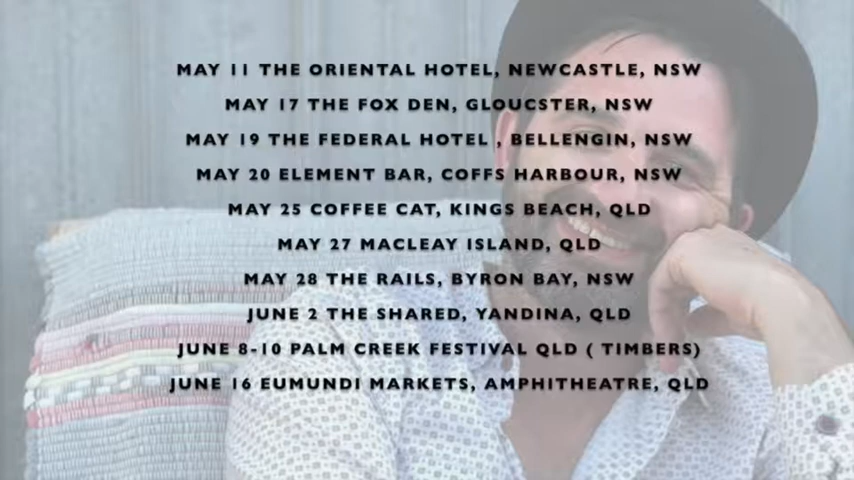 MAY 11 THE ORIENTAL HOTEL, NEWCASTLE, NSW
MAY 17 THE FOX DEN, GLOUCSTER, NSW
MAY 19 THE FEDERAL HOTEL , BELLENGIN, NSW
MAY 20 ELEMENT BAR, COFFS HARBOUR, NSW
MAY 25 COFFEE CAT, KINGS BEACH, QLD
MAY 27 MACLEAY ISLAND, QLD
MAY 28 THE RAILS, BYRON BAY, NSW
JUNE 2 THE SHARED, YANDINA, QLD
JUNE 8-10 PALM CREEK FESTIVAL QLD ( TIMBERS)
JUNE 16 EUMUNDI MARKETS, AMPHITHEATRE, QLD